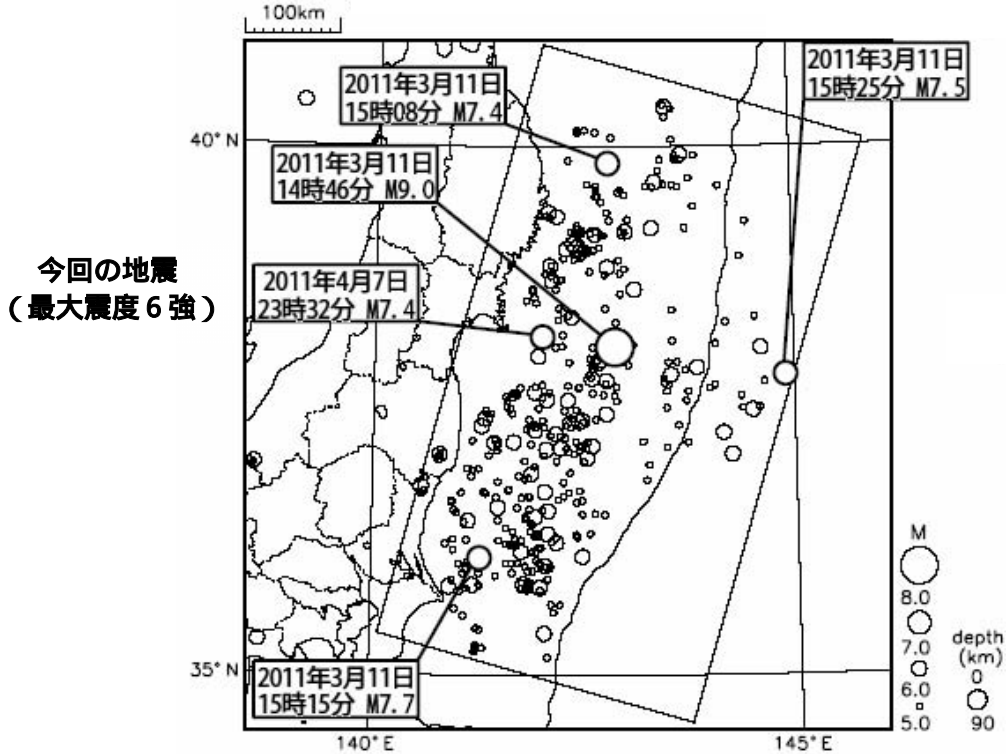 100km
2011年3月11日
15時08分 M7.4
2011年3月11日
15時25分 M7.5
40°N
2011年3月11日
14時46分 M9.0
今回の地震
(最大震度6強)
2011年4月7日
23時32分 M7.4
2011年3月11日
15時15分 M7.7
35°N
140°E
145°E
M
8.0
7.0
6.0
5.0
depth
(km)
0
90